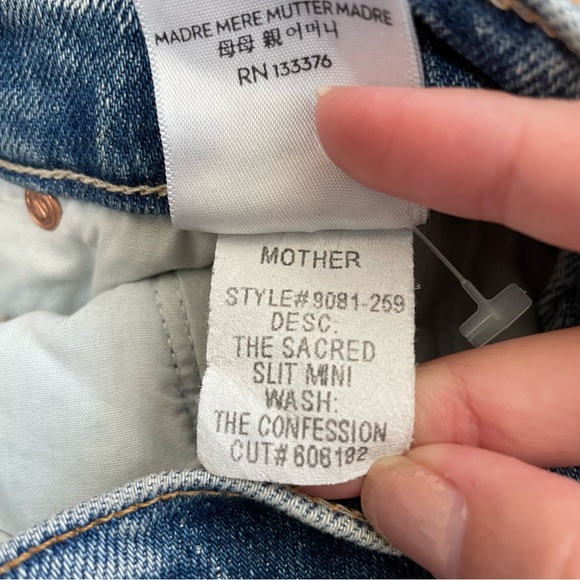 MADRE MERE MUTTER MADRE
母母 親 어머니
RN 133376
MOTHER
STYLE#9081-259
DESC:
THE SACRED
SLIT MINI
WASH:
THE CONFESSION
CUT# 606192